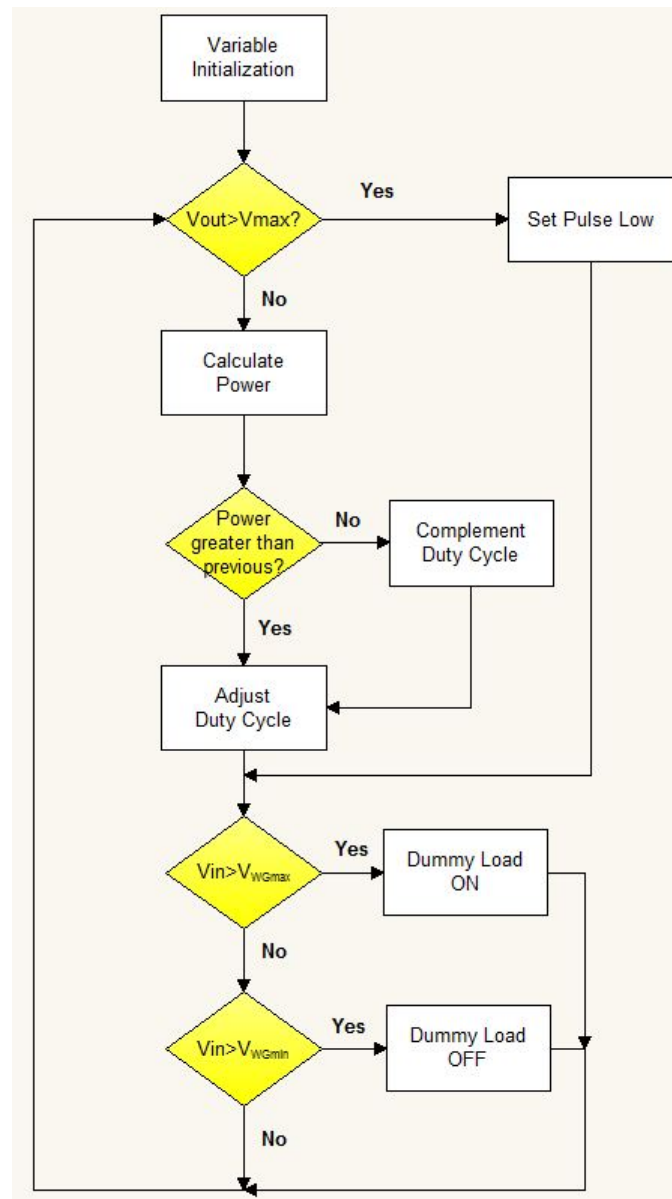 Variable
Initialization
Vout>Vmax?
Yes
Set Pulse Low
No
Calculate
Power
Power
greater than
previous?
No
Complement
Duty Cycle
Yes
Adjust
Duty Cycle
Vin>VWGmax
Yes
Dummy Load
ON
No
Vin>VWGmin
Yes
Dummy Load
OFF
No